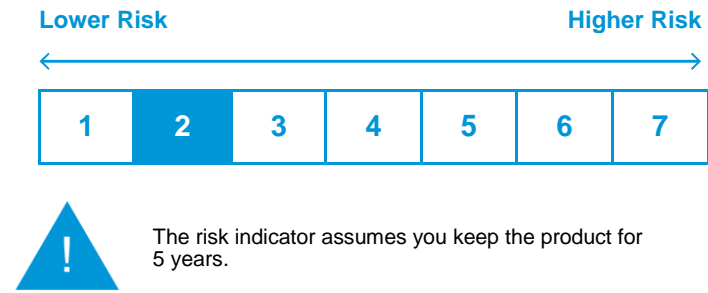 Lower Risk Higher Risk
1 2 3 4 5 6 7
!
The risk indicator assumes you keep the product for
5 years.